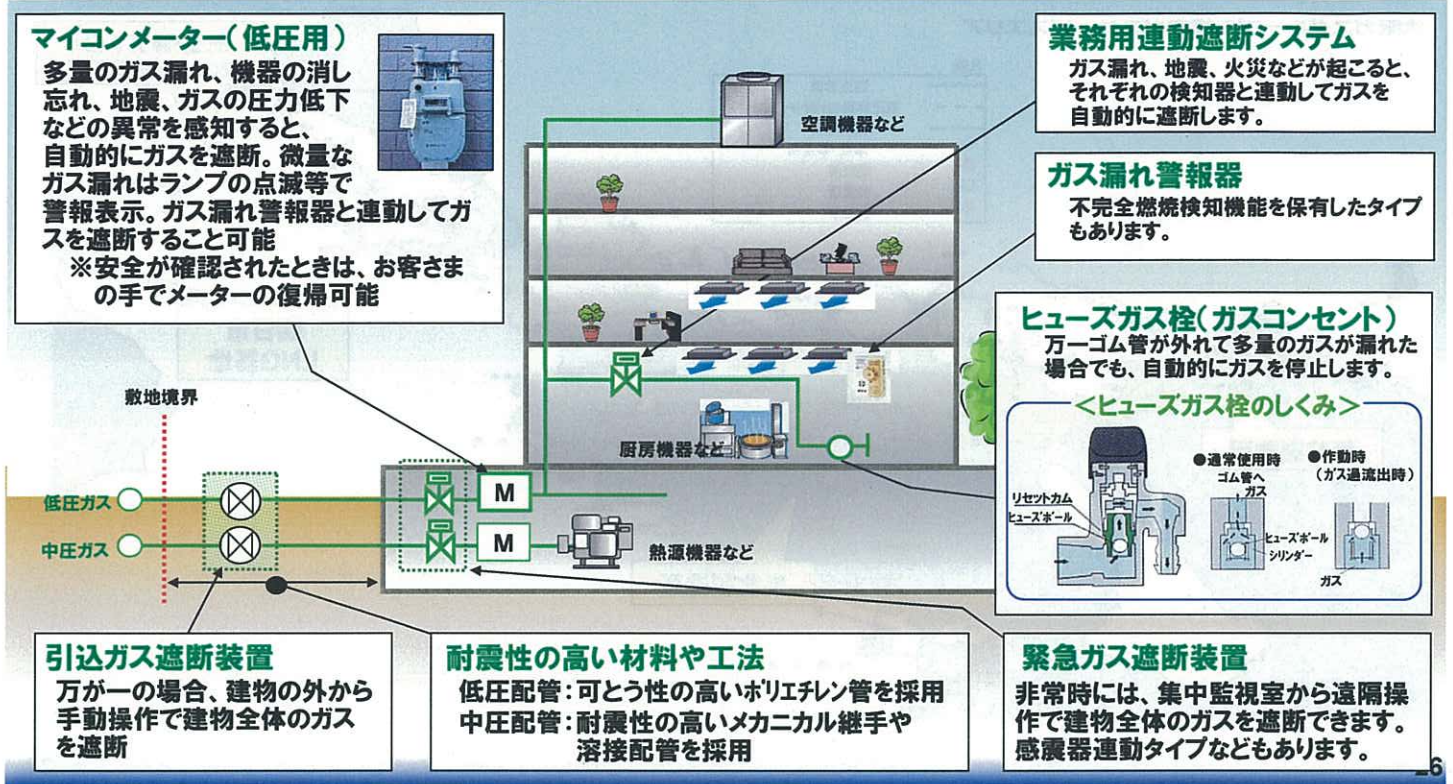 マイコンメーター(低圧用)
多量のガス漏れ、機器の消し
忘れ、地震、ガスの圧力低下
などの異常を感知すると、
自動的にガスを遮断。微量な
ガス漏れはランプの点滅等で
警報表示。ガス漏れ警報器と連動してガ
スを遮断すること可能
※安全が確認されたときは、お客さま
の手でメーターの復帰可能
業務用連動遮断システム
ガス漏れ、地震、火災などが起こると、
それぞれの検知器と連動してガスを
自動的に遮断します。
ガス漏れ警報器
不完全燃焼検知機能を保有したタイプ
もあります。
ヒューズガス栓(ガスコンセント)
万一ゴム管が外れて多量のガスが漏れた
場合でも、自動的にガスを停止します。
<ヒューズガス栓のしくみ>
●通常使用時
ゴム管へ
ガス
●作動時
(ガス過流出時)
リセットカム
ヒューズボール
ヒューズボール
シリンダー
ガス
空調機器など
厨房機器など
熱源機器など
敷地境界
低圧ガス
中圧ガス
M
M
引込ガス遮断装置
万が一の場合、建物の外から
手動操作で建物全体のガス
を遮断
耐震性の高い材料や工法
低圧配管:可とう性の高いポリエチレン管を採用
中圧配管:耐震性の高いメカニカル継手や
溶接配管を採用
緊急ガス遮断装置
非常時には、集中監視室から遠隔操
作で建物全体のガスを遮断できます。
感震器連動タイプなどもあります。